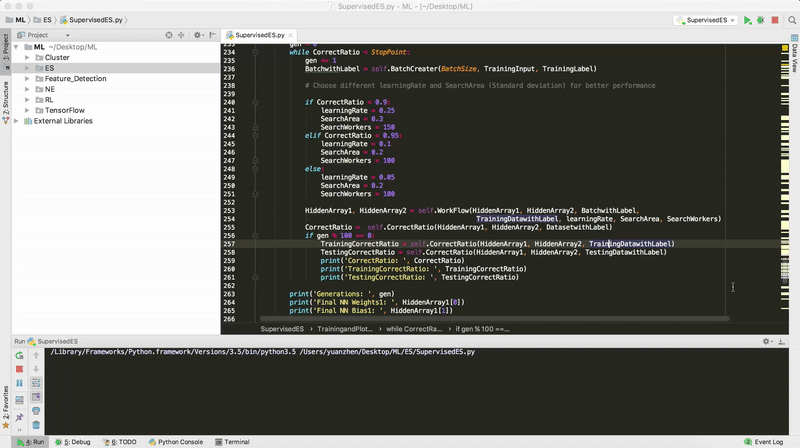 SupervisedES.py - ML - [~/Desktop/ML]
ML ES SupervisedES.py SupervisedES
Project SupervisedES.py
1: Project
7: Structure
2: Favorites
Data View
ML ~/Desktop/ML
Cluster
ES
Feature_Detection
NE
RL
TensorFlow
External Libraries
234 while CorrectRatio < StopPoint:
235 gen += 1
236 BatchwithLabel = self.BatchCreater(BatchSize, TrainingInput, TrainingLabel)
237
238 # Choose different learningRate and SearchArea (Standard deviation) for better performance
239
240 if CorrectRatio < 0.9:
241 learningRate = 0.25
242 SearchArea = 0.3
243 SearchWorkers = 150
244 elif CorrectRatio < 0.95:
245 learningRate = 0.1
246 SearchArea = 0.2
247 SearchWorkers = 100
248 else:
249 learningRate = 0.05
250 SearchArea = 0.2
251 SearchWorkers = 100
252
253 HiddenArray1, HiddenArray2 = self.WorkFlow(HiddenArray1, HiddenArray2, BatchwithLabel,
254 TrainingDatawithLabel, learningRate, SearchArea, SearchWorkers)
255 CorrectRatio = self.CorrectRatio(HiddenArray1, HiddenArray2, DatasetwithLabel)
256 if gen % 100 == 0:
257 TrainingCorrectRatio = self.CorrectRatio(HiddenArray1, HiddenArray2, TrainingDatawithLabel)
258 TestingCorrectRatio = self.CorrectRatio(HiddenArray1, HiddenArray2, TestingDatawithLabel)
259 print('CorrectRatio: ', CorrectRatio)
260 print('TrainingCorrectRatio: ', TrainingCorrectRatio)
261 print('TestingCorrectRatio: ', TestingCorrectRatio)
262
263 print('Generations: ', gen)
264 print('Final NN Weights1: ', HiddenArray1[0])
265 print('Final NN Bias1: ', HiddenArray1[1])
266
SupervisedES TrainingandPlot... while CorrectRa... if gen % 100 ==...
Run SupervisedES
/Library/Frameworks/Python.framework/Versions/3.5/bin/python3.5 /Users/yuanzhen/Desktop/ML/ES/SupervisedES.py
4: Run 5: Debug 6: TODO Python Console Terminal